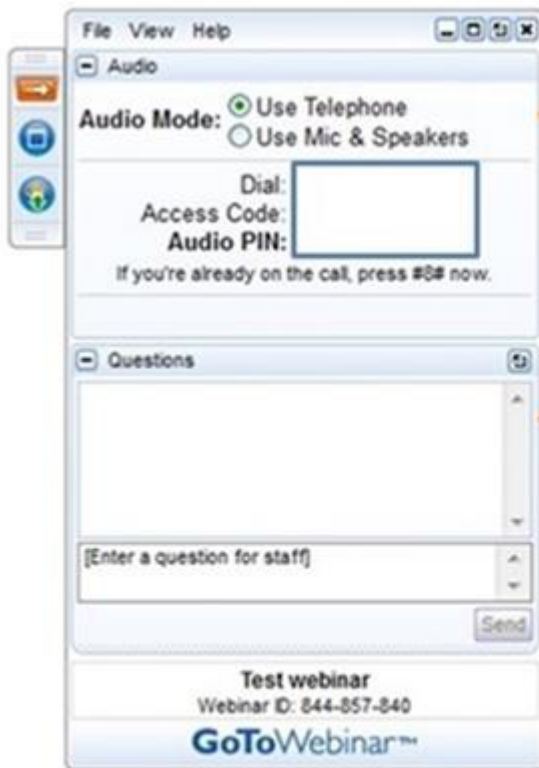 File View Help
Audio
Audio Mode: Use Telephone
Use Mic & Speakers
Dial:
Access Code:
Audio PIN:
If you're already on the call, press #8# now.
Questions
[Enter a question for staff]
Send
Test webinar
Webinar ID: 844-857-840
GoToWebinar™